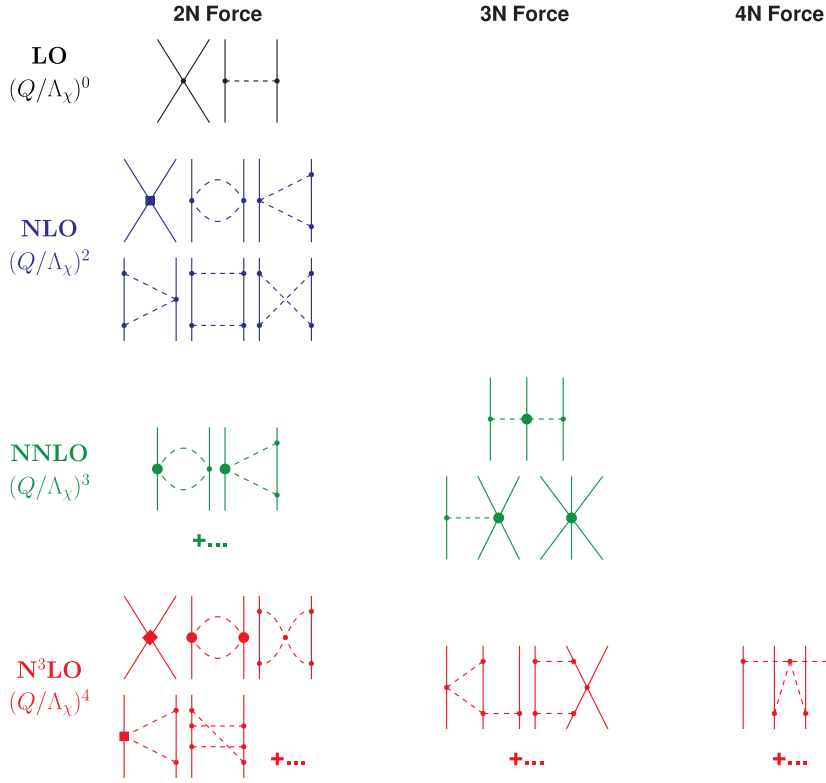 2N Force 3N Force 4N Force
LO
(Q/Λχ)⁰
NLO
(Q/Λχ)²
NNLO
(Q/Λχ)³
+...
N³LO
(Q/Λχ)⁴
+... +... +...